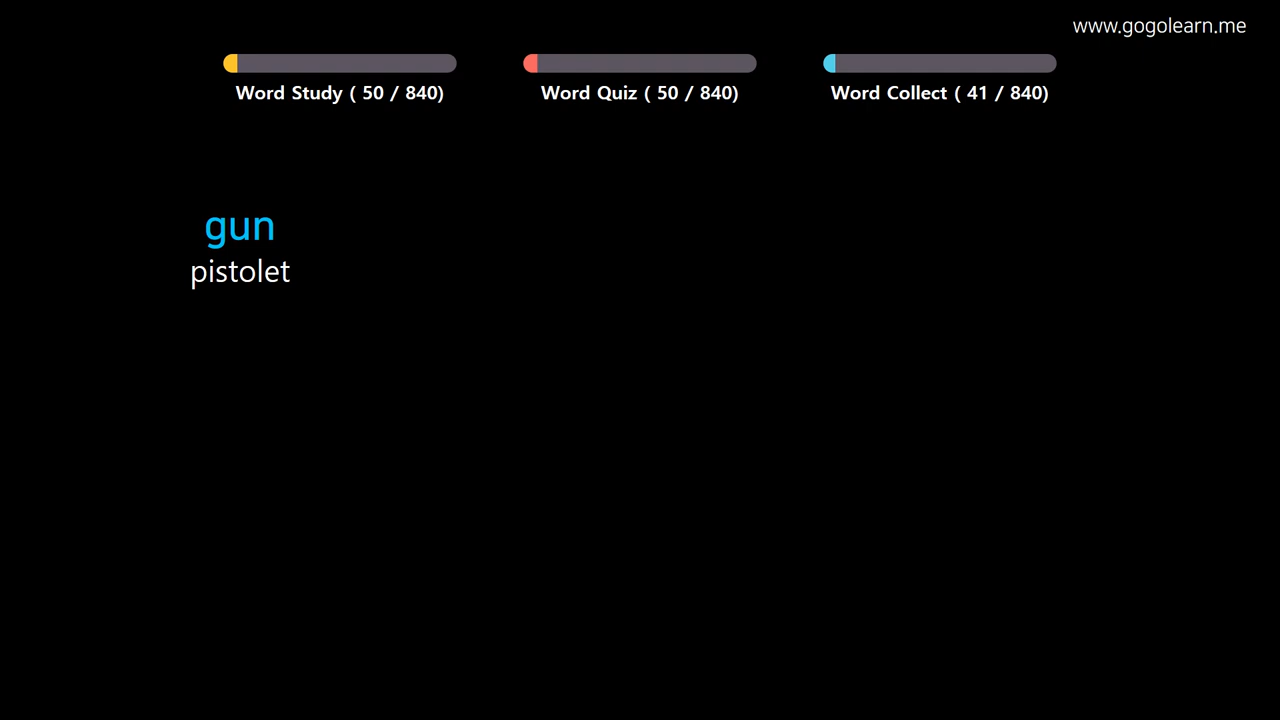 www.gogolearn.me
Word Study ( 50 / 840)
Word Quiz ( 50 / 840)
Word Collect ( 41 / 840)
gun
pistolet